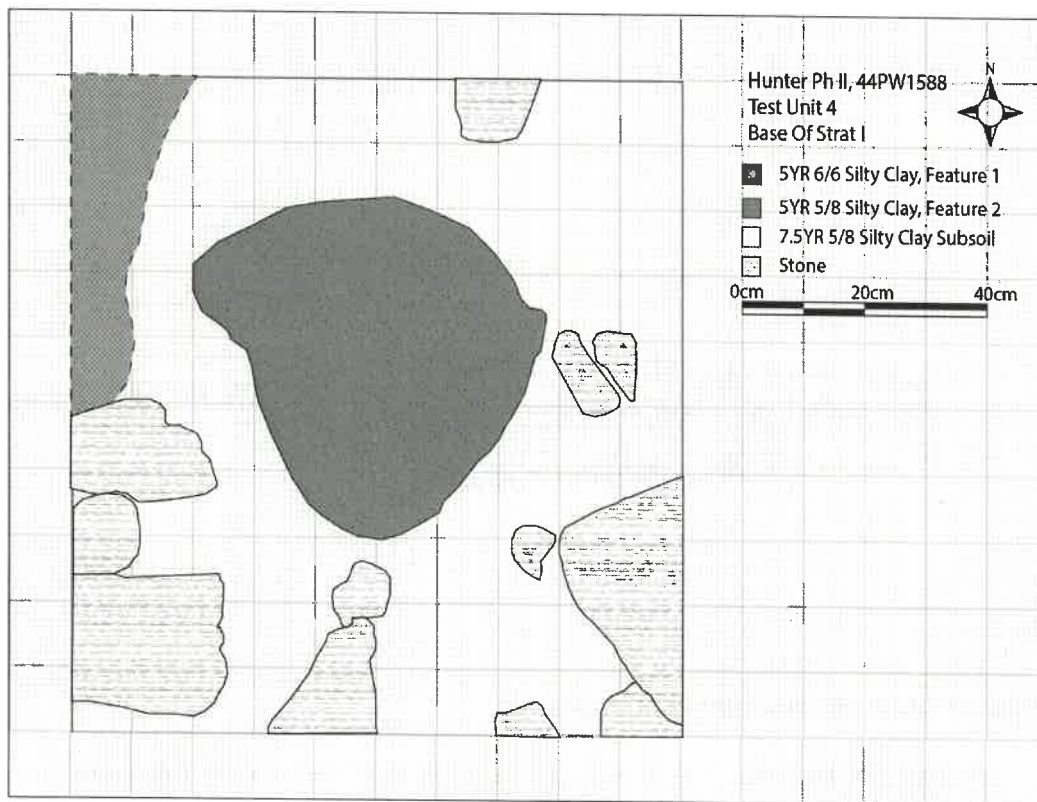 N
Hunter Ph II, 44PW1588
Test Unit 4
Base Of Strat I
5YR 6/6 Silty Clay, Feature 1
5YR 5/8 Silty Clay, Feature 2
7.5YR 5/8 Silty Clay Subsoil
Stone
0cm 20cm 40cm